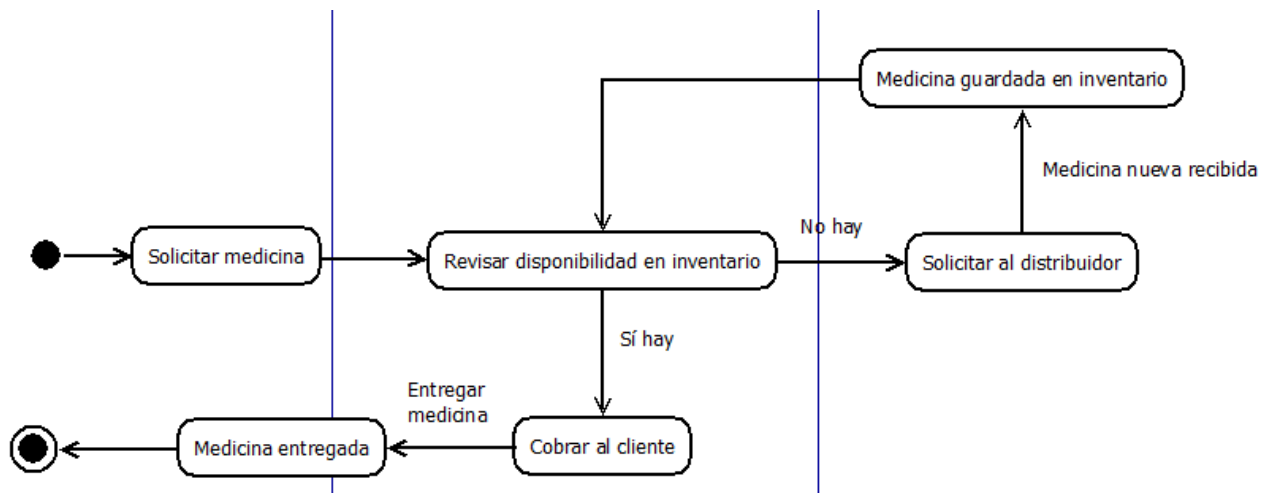 Medicina guardada en inventario
Medicina nueva recibida
No hay
Solicitar medicina
Revisar disponibilidad en inventario
Solicitar al distribuidor
Sí hay
Entregar
medicina
Medicina entregada
Cobrar al cliente